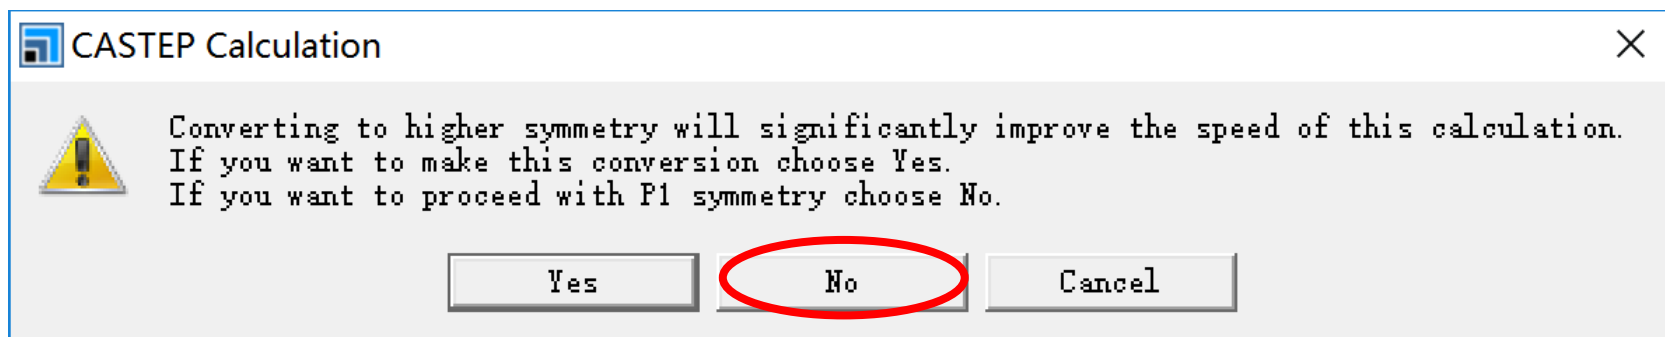 CASTEP Calculation
Converting to higher symmetry will significantly improve the speed of this calculation.
If you want to make this conversion choose Yes.
If you want to proceed with P1 symmetry choose No.
Yes
No
Cancel